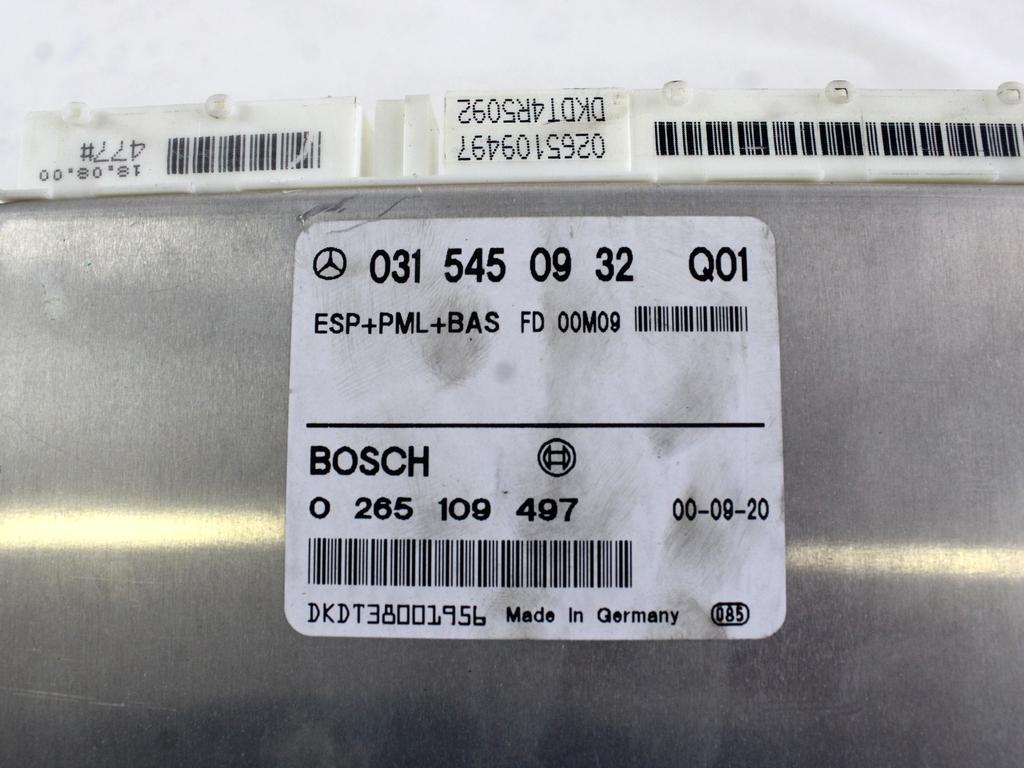 DKDT4R5092
0265109497
477#
18.08.00
031 545 09 32 Q01
ESP+PML+BAS FD 00M09
BOSCH
0 265 109 497 00-09-20
DKDT38001956 Made in Germany 085